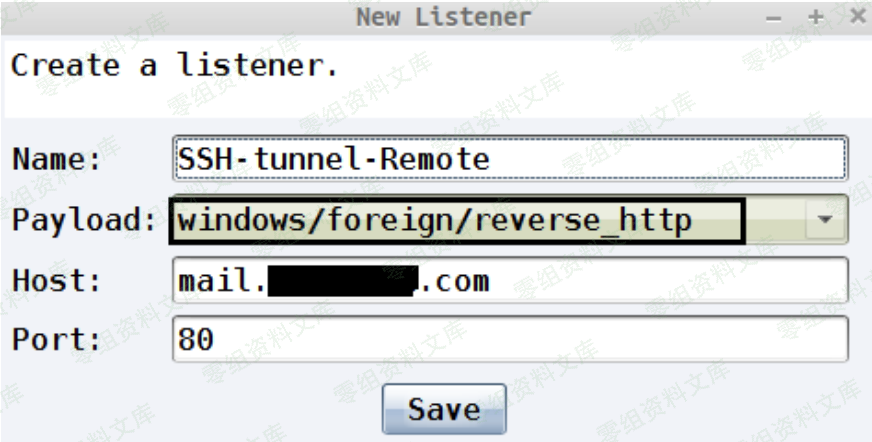 New Listener
Create a listener.
Name: SSH-tunnel-Remote
Payload: windows/foreign/reverse_http
Host: mail. .com
Port: 80
Save
零组资料文库